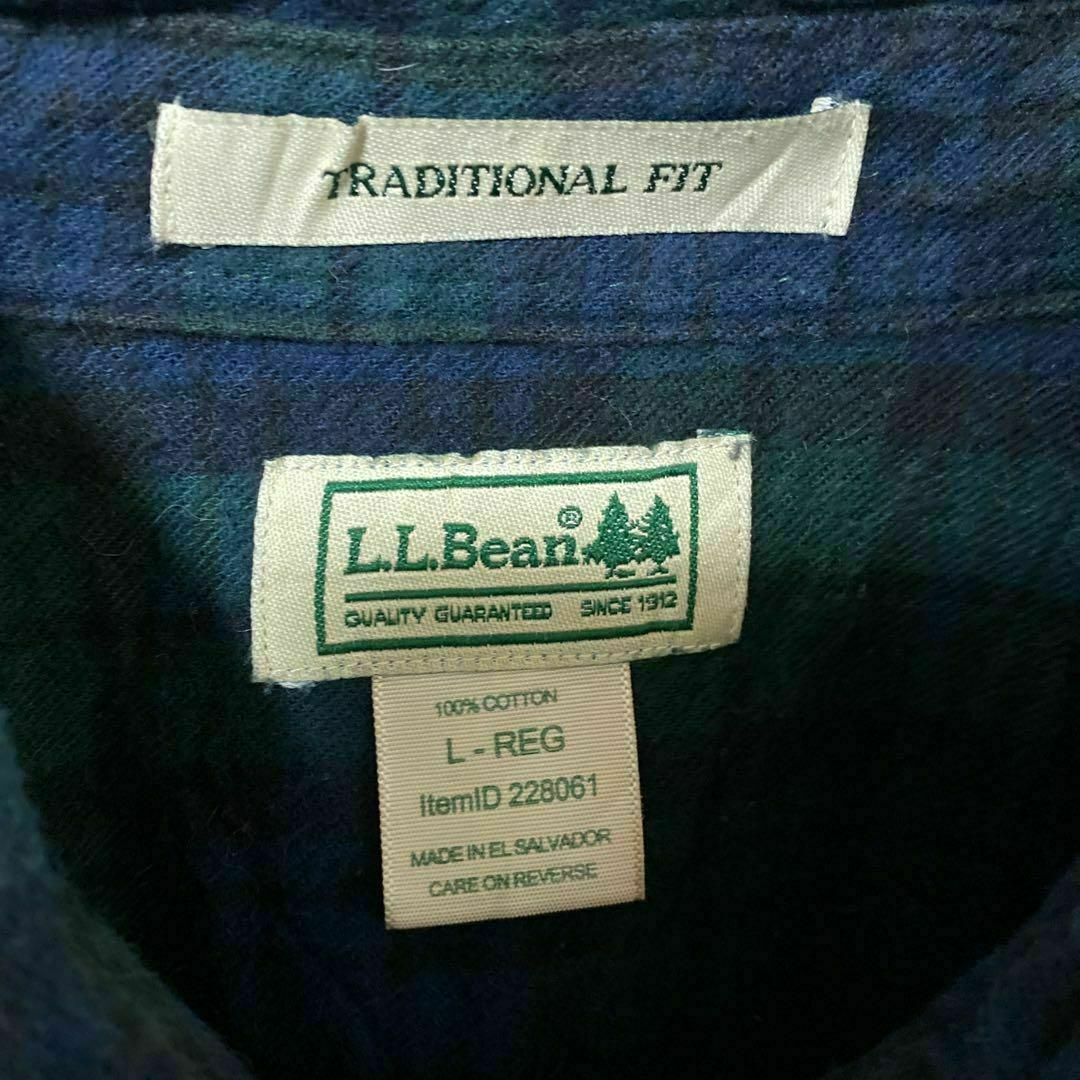 TRADITIONAL FIT
L.L.Bean®
QUALITY GUARANTEED SINCE 1912
100% COTTON
L - REG
ItemID 228061
MADE IN EL SALVADOR
CARE ON REVERSE